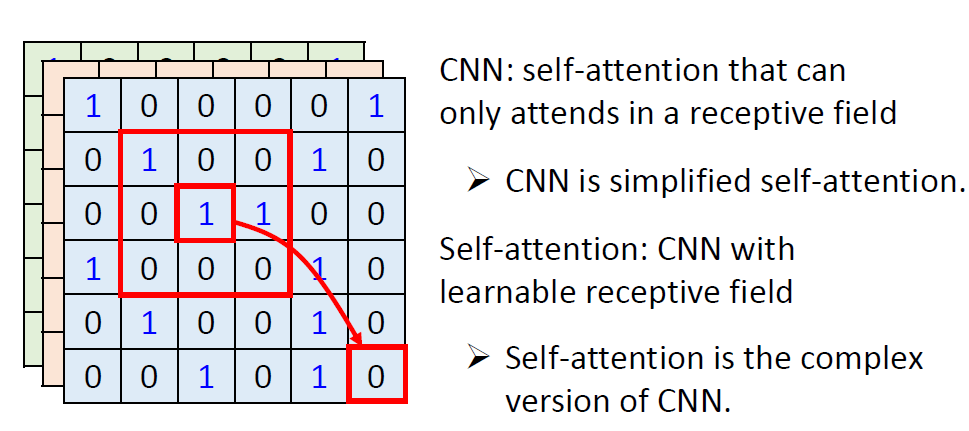 CNN: self-attention that can
only attends in a receptive field
➢ CNN is simplified self-attention.
Self-attention: CNN with
learnable receptive field
➢ Self-attention is the complex
version of CNN.
1 0 0 0 0 1
0 1 0 0 1 0
0 0 1 1 0 0
1 0 0 0 1 0
0 1 0 0 1 0
0 0 1 0 1 0